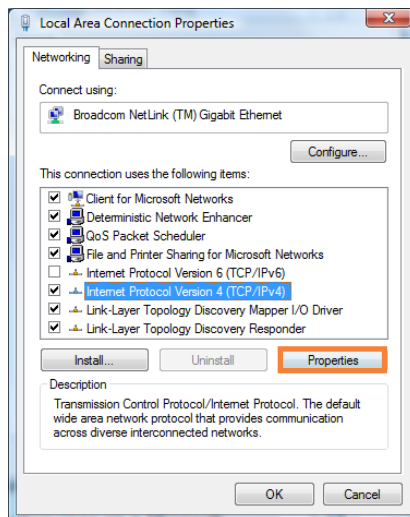 Local Area Connection Properties
Networking
Sharing
Connect using:
Broadcom NetLink (TM) Gigabit Ethernet
Configure...
This connection uses the following items:
Client for Microsoft Networks
Deterministic Network Enhancer
QoS Packet Scheduler
File and Printer Sharing for Microsoft Networks
Internet Protocol Version 6 (TCP/IPv6)
Internet Protocol Version 4 (TCP/IPv4)
Link-Layer Topology Discovery Mapper I/O Driver
Link-Layer Topology Discovery Responder
Install...
Uninstall
Properties
Description
Transmission Control Protocol/Internet Protocol. The default
wide area network protocol that provides communication
across diverse interconnected networks.
OK
Cancel